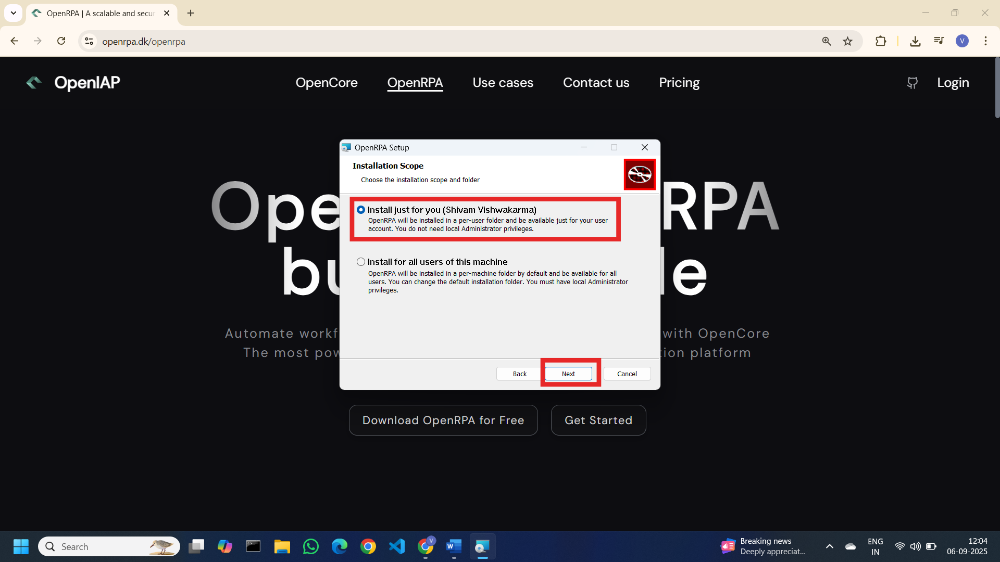 OpenRPA | A scalable and secur
openrpa.dk/openrpa
V
OpenIAP
OpenCore
OpenRPA
Use cases
Contact us
Pricing
Login
Ope
RPA
bu
le
Automate workf
with OpenCore
The most pow
tion platform
OpenRPA Setup
Installation Scope
Choose the installation scope and folder
Install just for you (Shivam Vishwakarma)
OpenRPA will be installed in a per-user folder and be available just for your user
account. You do not need local Administrator privileges.
Install for all users of this machine
OpenRPA will be installed in a per-machine folder by default and be available for all
users. You can change the default installation folder. You must have local Administrator
privileges.
Back
Next
Cancel
Download OpenRPA for Free
Get Started
Search
V
W
Breaking news
Deeply appreciat...
ENG
IN
12:04
06-09-2025